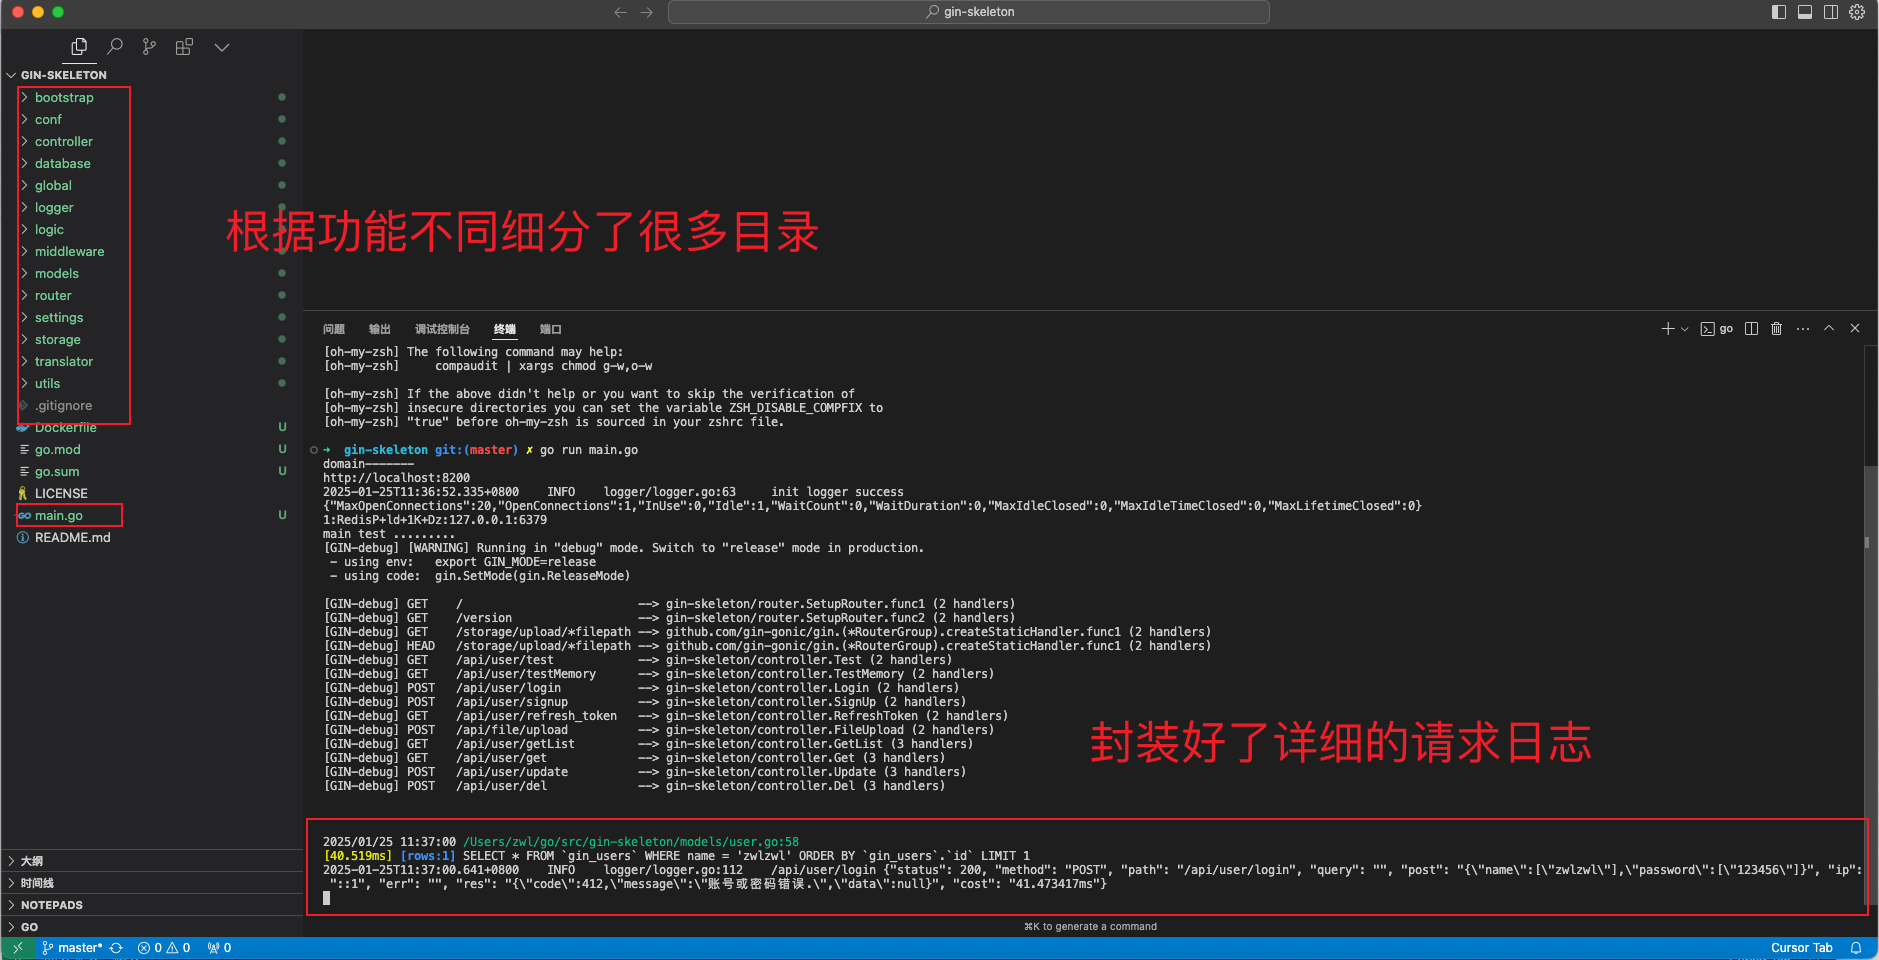 gin-skeleton
GIN-SKELETON
bootstrap
conf
controller
database
global
logger
logic
middleware
models
router
settings
storage
translator
utils
.gitignore
Dockerfile U
go.mod U
go.sum U
LICENSE
main.go U
README.md
根据功能不同细分了很多目录
问题 输出 调试控制台 终端 端口
go
[oh-my-zsh] The following command may help:
[oh-my-zsh]     compaudit | xargs chmod g-w,o-w
[oh-my-zsh] If the above didn't help or you want to skip the verification of
[oh-my-zsh] insecure directories you can set the variable ZSH_DISABLE_COMPFIX to
[oh-my-zsh] "true" before oh-my-zsh is sourced in your zshrc file.
➜  gin-skeleton git:(master) ✗ go run main.go
domain-------
http://localhost:8200
2025-01-25T11:36:52.335+0800    INFO    logger/logger.go:63     init logger success
{"MaxOpenConnections":20,"OpenConnections":1,"InUse":0,"Idle":1,"WaitCount":0,"WaitDuration":0,"MaxIdleClosed":0,"MaxIdleTimeClosed":0,"MaxLifetimeClosed":0}
1:RedisP+ld+1K+Dz:127.0.0.1:6379
main test .........
[GIN-debug] [WARNING] Running in "debug" mode. Switch to "release" mode in production.
 - using env:   export GIN_MODE=release
 - using code:  gin.SetMode(gin.ReleaseMode)
[GIN-debug] GET    /                         --> gin-skeleton/router.SetupRouter.func1 (2 handlers)
[GIN-debug] GET    /version                  --> gin-skeleton/router.SetupRouter.func2 (2 handlers)
[GIN-debug] GET    /storage/upload/*filepath --> github.com/gin-gonic/gin.(*RouterGroup).createStaticHandler.func1 (2 handlers)
[GIN-debug] HEAD   /storage/upload/*filepath --> github.com/gin-gonic/gin.(*RouterGroup).createStaticHandler.func1 (2 handlers)
[GIN-debug] GET    /api/user/test            --> gin-skeleton/controller.Test (2 handlers)
[GIN-debug] GET    /api/user/testMemory      --> gin-skeleton/controller.TestMemory (2 handlers)
[GIN-debug] POST   /api/user/login           --> gin-skeleton/controller.Login (2 handlers)
[GIN-debug] POST   /api/user/signup          --> gin-skeleton/controller.SignUp (2 handlers)
[GIN-debug] GET    /api/user/refresh_token   --> gin-skeleton/controller.RefreshToken (2 handlers)
[GIN-debug] POST   /api/file/upload          --> gin-skeleton/controller.FileUpload (2 handlers)
[GIN-debug] GET    /api/user/getList         --> gin-skeleton/controller.GetList (3 handlers)
[GIN-debug] GET    /api/user/get             --> gin-skeleton/controller.Get (3 handlers)
[GIN-debug] POST   /api/user/update          --> gin-skeleton/controller.Update (3 handlers)
[GIN-debug] POST   /api/user/del             --> gin-skeleton/controller.Del (3 handlers)
封装好了详细的请求日志
2025/01/25 11:37:00 /Users/zwl/go/src/gin-skeleton/models/user.go:58
[40.519ms] [rows:1] SELECT * FROM `gin_users` WHERE name = 'zwlzwl' ORDER BY `gin_users`.`id` LIMIT 1
2025-01-25T11:37:00.641+0800    INFO    logger/logger.go:112    /api/user/login {"status": 200, "method": "POST", "path": "/api/user/login", "query": "", "post": "{\"name\":[\"zwlzwl\"],\"password\":[\"123456\"]}", "ip":
 "::1", "err": "", "res": "{\"code\":412,\"message\":\"账号或密码错误.\",\"data\":null}", "cost": "41.473417ms"}
⌘K to generate a command
大纲
时间线
NOTEPADS
GO
master* 0 0 0
Cursor Tab